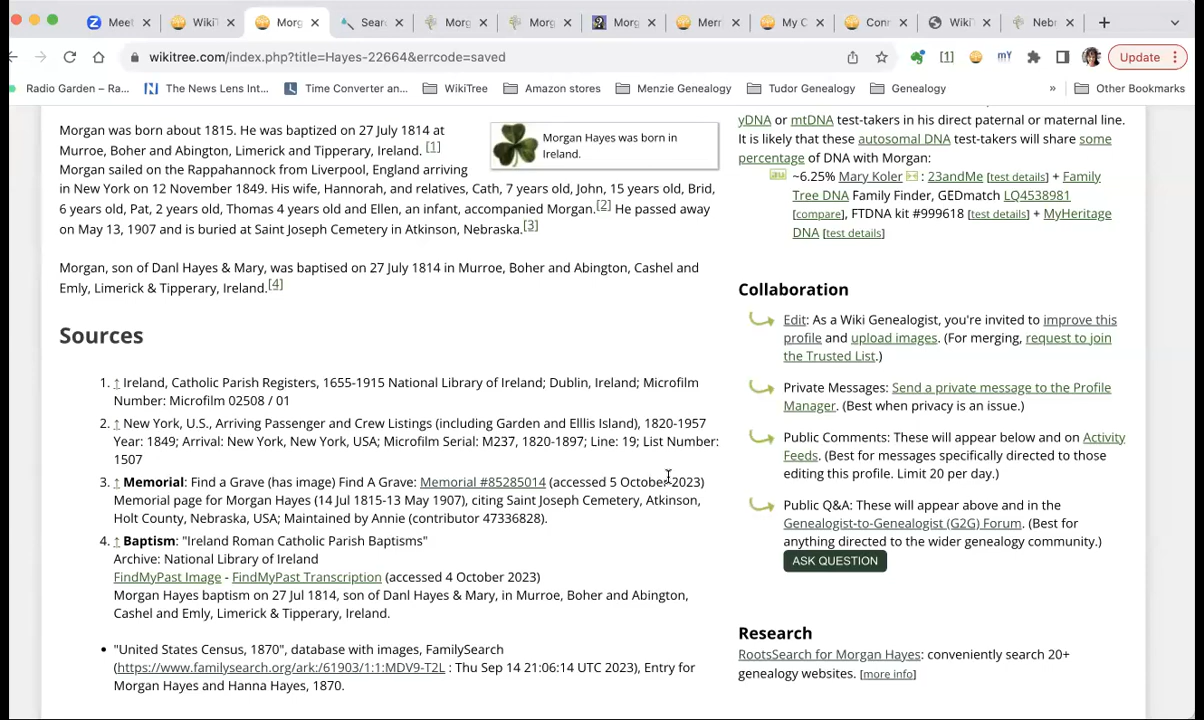 Meet
WikiT
Morg
Sear
Morg
Morg
Morg
Merr
My C
Conn
WikiT
Nebr
wikitree.com/index.php?title=Hayes-22664&errcode=saved
Update
Radio Garden – Ra...
The News Lens Int...
Time Converter an...
WikiTree
Amazon stores
Menzie Genealogy
Tudor Genealogy
Genealogy
»
Other Bookmarks
Morgan was born about 1815. He was baptized on 27 July 1814 at
Murroe, Boher and Abington, Limerick and Tipperary, Ireland. [1]
Morgan sailed on the Rappahannock from Liverpool, England arriving
in New York on 12 November 1849. His wife, Hannorah, and relatives, Cath, 7 years old, John, 15 years old, Brid,
6 years old, Pat, 2 years old, Thomas 4 years old and Ellen, an infant, accompanied Morgan.[2] He passed away
on May 13, 1907 and is buried at Saint Joseph Cemetery in Atkinson, Nebraska.[3]
Morgan Hayes was born in
Ireland.
Morgan, son of Danl Hayes & Mary, was baptised on 27 July 1814 in Murroe, Boher and Abington, Cashel and
Emly, Limerick & Tipperary, Ireland.[4]
Sources
1. ↑ Ireland, Catholic Parish Registers, 1655-1915 National Library of Ireland; Dublin, Ireland; Microfilm
Number: Microfilm 02508 / 01
2. ↑ New York, U.S., Arriving Passenger and Crew Listings (including Garden and Elllis Island), 1820-1957
Year: 1849; Arrival: New York, New York, USA; Microfilm Serial: M237, 1820-1897; Line: 19; List Number:
1507
3. ↑ Memorial: Find a Grave (has image) Find A Grave: Memorial #85285014 (accessed 5 October 2023)
Memorial page for Morgan Hayes (14 Jul 1815-13 May 1907), citing Saint Joseph Cemetery, Atkinson,
Holt County, Nebraska, USA; Maintained by Annie (contributor 47336828).
4. ↑ Baptism: "Ireland Roman Catholic Parish Baptisms"
Archive: National Library of Ireland
FindMyPast Image - FindMyPast Transcription (accessed 4 October 2023)
Morgan Hayes baptism on 27 Jul 1814, son of Danl Hayes & Mary, in Murroe, Boher and Abington,
Cashel and Emly, Limerick & Tipperary, Ireland.
• "United States Census, 1870", database with images, FamilySearch
(https://www.familysearch.org/ark:/61903/1:1:MDV9-T2L : Thu Sep 14 21:06:14 UTC 2023), Entry for
Morgan Hayes and Hanna Hayes, 1870.
yDNA or mtDNA test-takers in his direct paternal or maternal line.
It is likely that these autosomal DNA test-takers will share some
percentage of DNA with Morgan:
~6.25% Mary Koler : 23andMe [test details] + Family
Tree DNA Family Finder, GEDmatch LQ4538981
[compare], FTDNA kit #999618 [test details] + MyHeritage
DNA [test details]
Collaboration
Edit: As a Wiki Genealogist, you're invited to improve this
profile and upload images. (For merging, request to join
the Trusted List.)
Private Messages: Send a private message to the Profile
Manager. (Best when privacy is an issue.)
Public Comments: These will appear below and on Activity
Feeds. (Best for messages specifically directed to those
editing this profile. Limit 20 per day.)
Public Q&A: These will appear above and in the
Genealogist-to-Genealogist (G2G) Forum. (Best for
anything directed to the wider genealogy community.)
ASK QUESTION
Research
RootsSearch for Morgan Hayes: conveniently search 20+
genealogy websites. [more info]